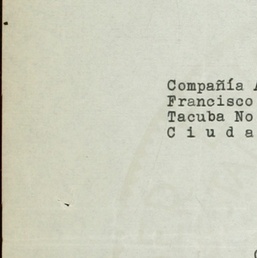 Compañía
Francisco
Tacuba No
C i u d a